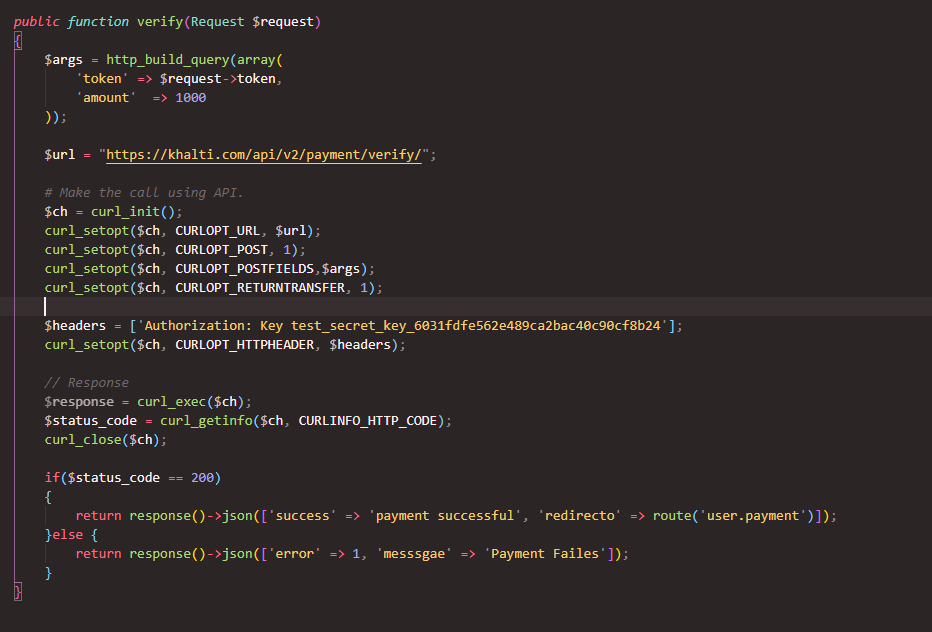 public function verify(Request $request)
{
    $args = http_build_query(array(
        'token' => $request->token,
        'amount'  => 1000
    ));

    $url = "https://khalti.com/api/v2/payment/verify/";

    # Make the call using API.
    $ch = curl_init();
    curl_setopt($ch, CURLOPT_URL, $url);
    curl_setopt($ch, CURLOPT_POST, 1);
    curl_setopt($ch, CURLOPT_POSTFIELDS,$args);
    curl_setopt($ch, CURLOPT_RETURNTRANSFER, 1);

    $headers = ['Authorization: Key test_secret_key_6031fdfe562e489ca2bac40c90cf8b24'];
    curl_setopt($ch, CURLOPT_HTTPHEADER, $headers);

    // Response
    $response = curl_exec($ch);
    $status_code = curl_getinfo($ch, CURLINFO_HTTP_CODE);
    curl_close($ch);

    if($status_code == 200)
    {
        return response()->json(['success' => 'payment successful', 'redirecto' => route('user.payment')]);
    }else {
        return response()->json(['error' => 1, 'messsgae' => 'Payment Failes']);
    }
}